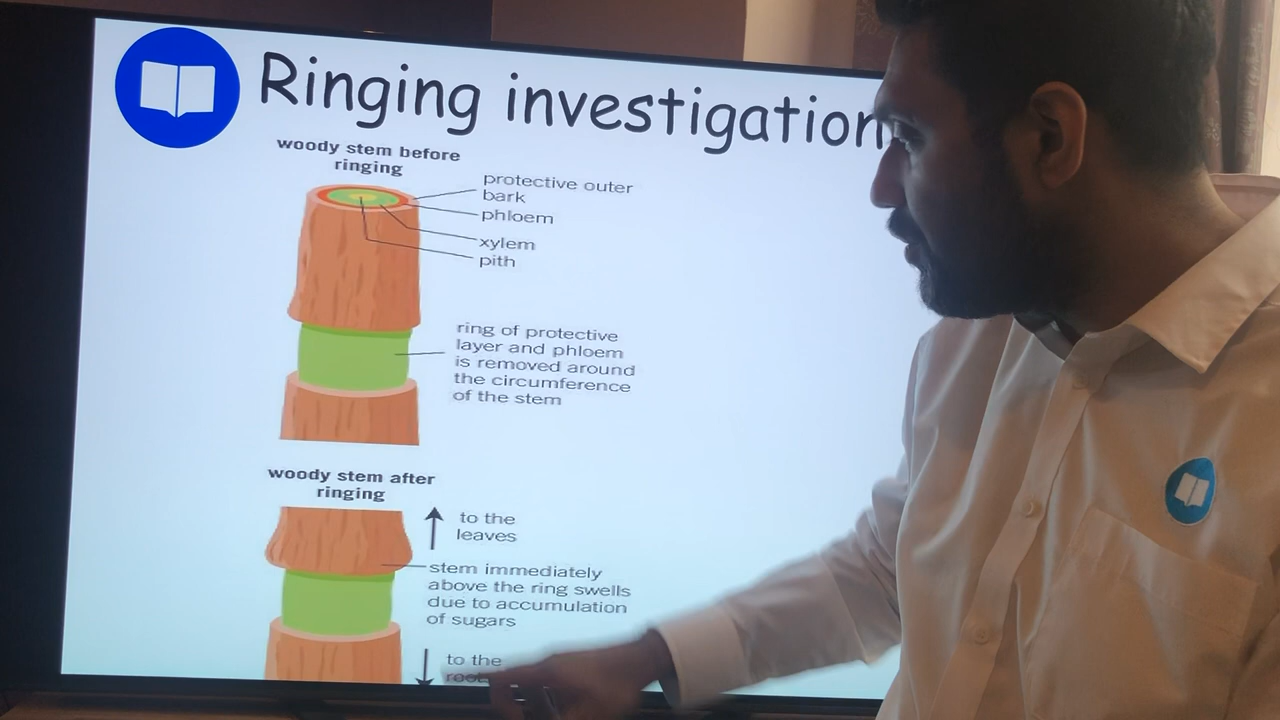 Ringing investigation
woody stem before
ringing
protective outer
bark
phloem
xylem
pith
ring of protective
layer and phloem
is removed around
the circumference
of the stem
woody stem after
ringing
to the
leaves
stem immediately
above the ring swells
due to accumulation
of sugars
to the
roots